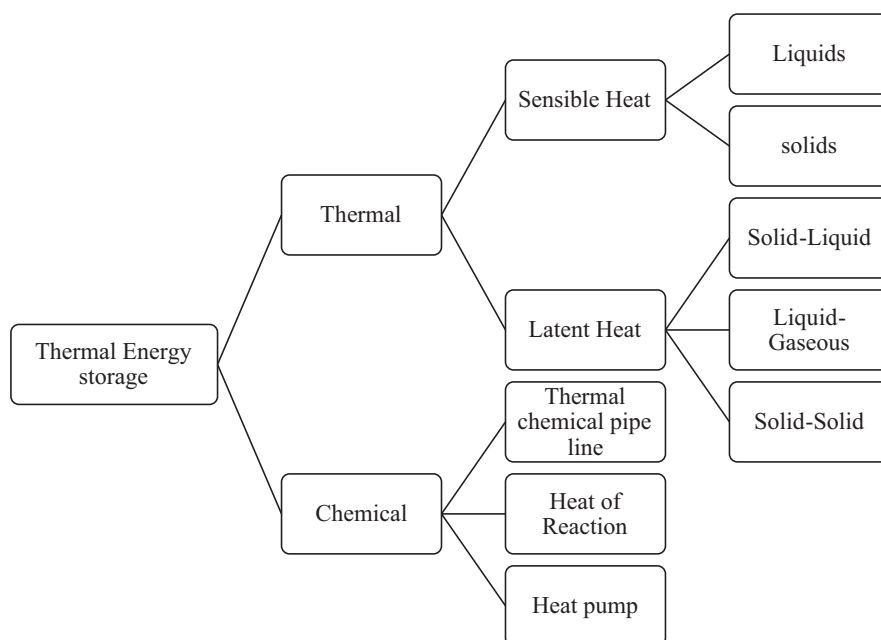 Liquids
Sensible Heat
solids
Thermal
Solid-Liquid
Latent Heat
Liquid-
Gaseous
Thermal Energy
storage
Thermal
chemical pipe
line
Solid-Solid
Chemical
Heat of
Reaction
Heat pump